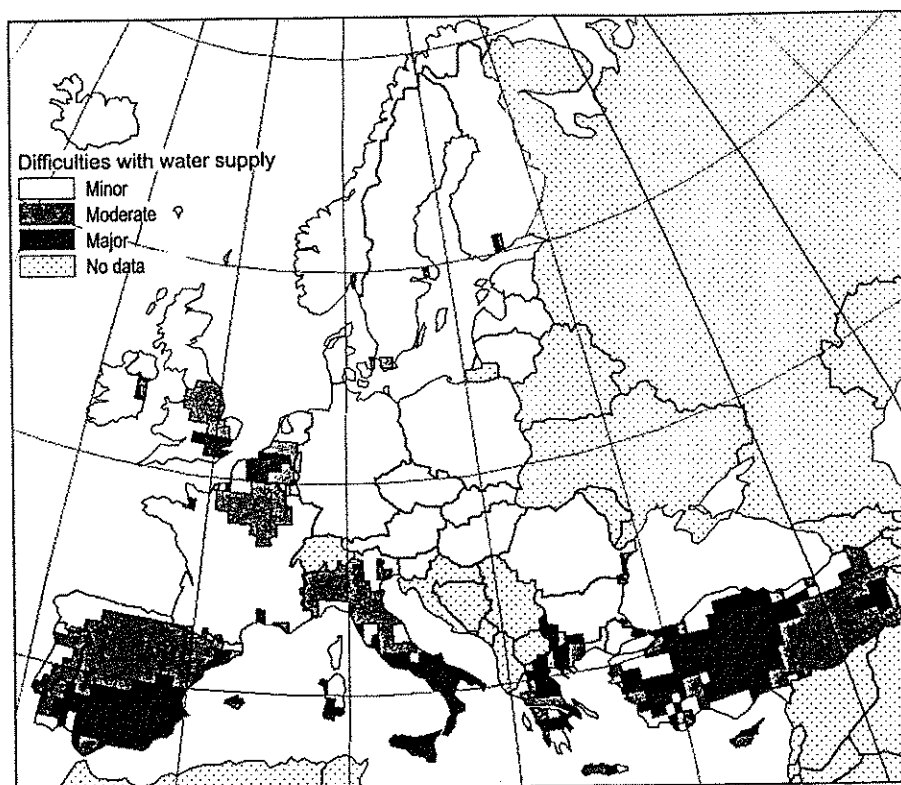 Difficulties with water supply
Minor
Moderate
Major
No data